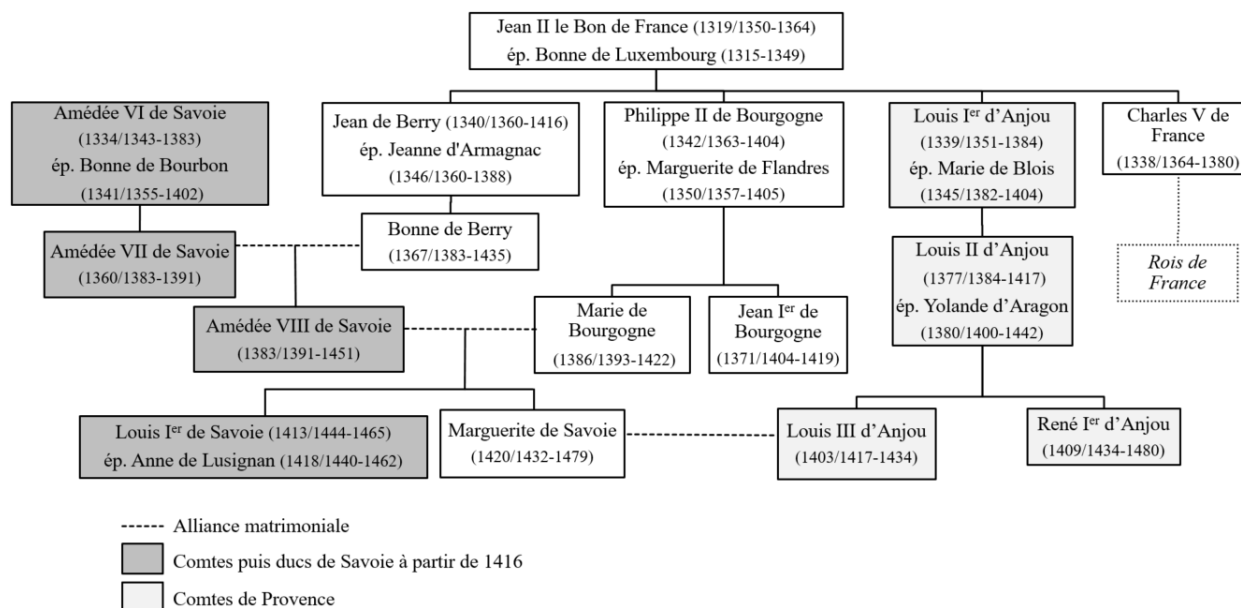 Jean II le Bon de France (1319/1350-1364)
ép. Bonne de Luxembourg (1315-1349)
Amédée VI de Savoie
(1334/1343-1383)
ép. Bonne de Bourbon
(1341/1355-1402)
Jean de Berry (1340/1360-1416)
ép. Jeanne d'Armagnac
(1346/1360-1388)
Philippe II de Bourgogne
(1342/1363-1404)
ép. Marguerite de Flandres
(1350/1357-1405)
Louis Ier d’Anjou
(1339/1351-1384)
ép. Marie de Blois
(1345/1382-1404)
Charles V de
France
(1338/1364-1380)
Amédée VII de Savoie
(1360/1383-1391)
Bonne de Berry
(1367/1383-1435)
Louis II d’Anjou
(1377/1384-1417)
ép. Yolande d’Aragon
(1380/1400-1442)
Rois de
France
Amédée VIII de Savoie
(1383/1391-1451)
Marie de
Bourgogne
(1386/1393-1422)
Jean Ier de
Bourgogne
(1371/1404-1419)
Louis Ier de Savoie (1413/1444-1465)
ép. Anne de Lusignan (1418/1440-1462)
Marguerite de Savoie
(1420/1432-1479)
Louis III d’Anjou
(1403/1417-1434)
René Ier d’Anjou
(1409/1434-1480)
Alliance matrimoniale
Comtes puis ducs de Savoie à partir de 1416
Comtes de Provence